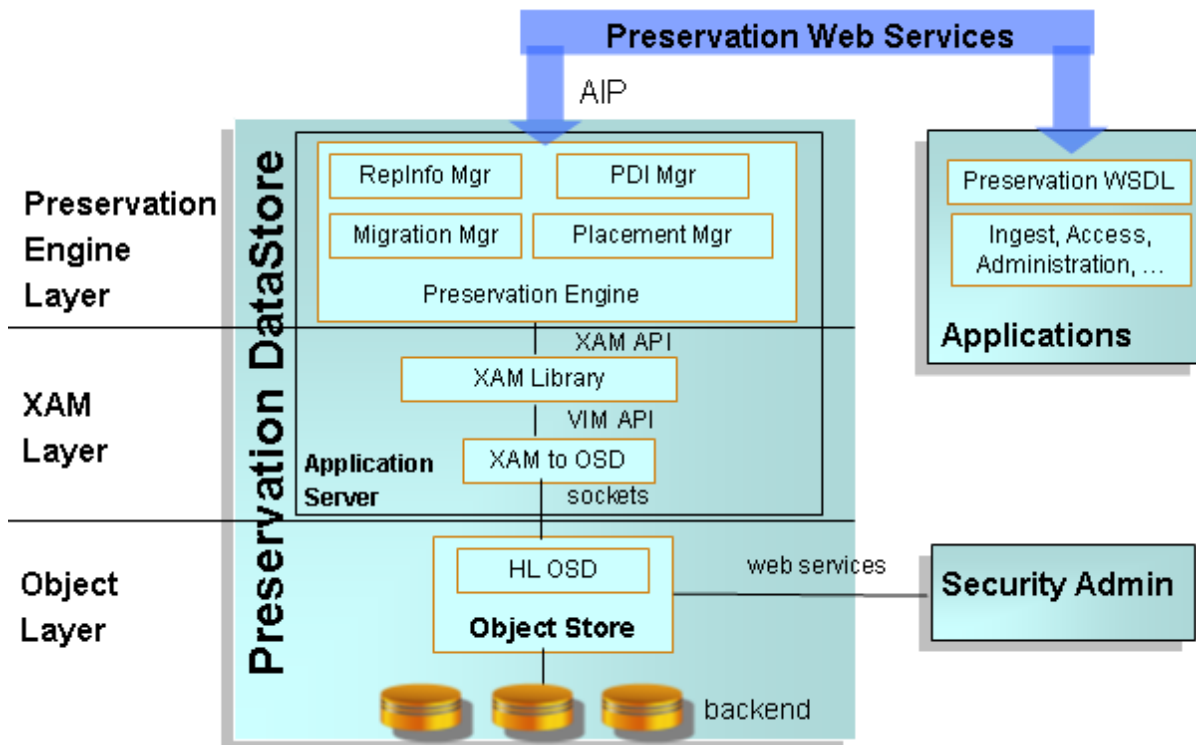 Preservation Web Services
AIP
Preservation
Engine
Layer
XAM
Layer
Object
Layer
Preservation DataStore
RepInfo Mgr
PDI Mgr
Migration Mgr
Placement Mgr
Preservation Engine
XAM API
XAM Library
VIM API
XAM to OSD
Application
Server
sockets
HL OSD
Object Store
backend
web services
Preservation WSDL
Ingest, Access,
Administration, ...
Applications
Security Admin